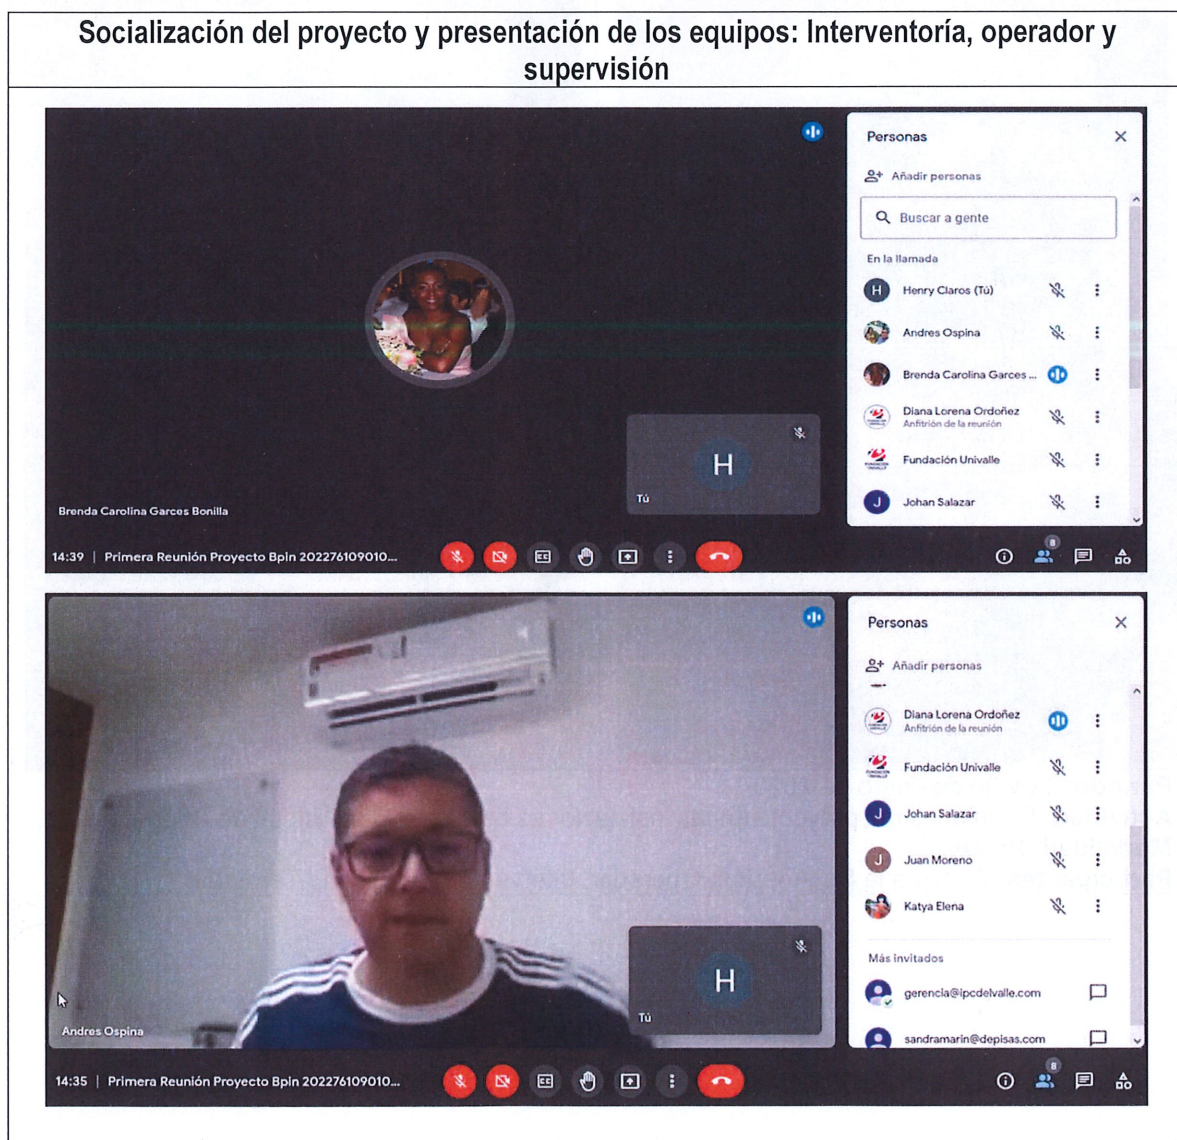 Socialización del proyecto y presentación de los equipos: Interventoría, operador y
supervisión
Personas
Añadir personas
Buscar a gente
En la llamada
H
Henry Claros (Tú)
Andres Ospina
Brenda Carolina Garces ...
Diana Lorena Ordoñez
Anfitrión de la reunión
Fundación Univalle
J
Johan Salazar
H
Tú
Brenda Carolina Garces Bonilla
14:39 | Primera Reunión Proyecto Bpin 202276109010...
CC
8
Personas
Añadir personas
Diana Lorena Ordoñez
Anfitrión de la reunión
Fundación Univalle
J
Johan Salazar
J
Juan Moreno
Katya Elena
Más invitados
gerencia@ipcdelvalle.com
sandramarin@depisas.com
H
Tú
Andres Ospina
14:35 | Primera Reunión Proyecto Bpin 202276109010...
CC
8